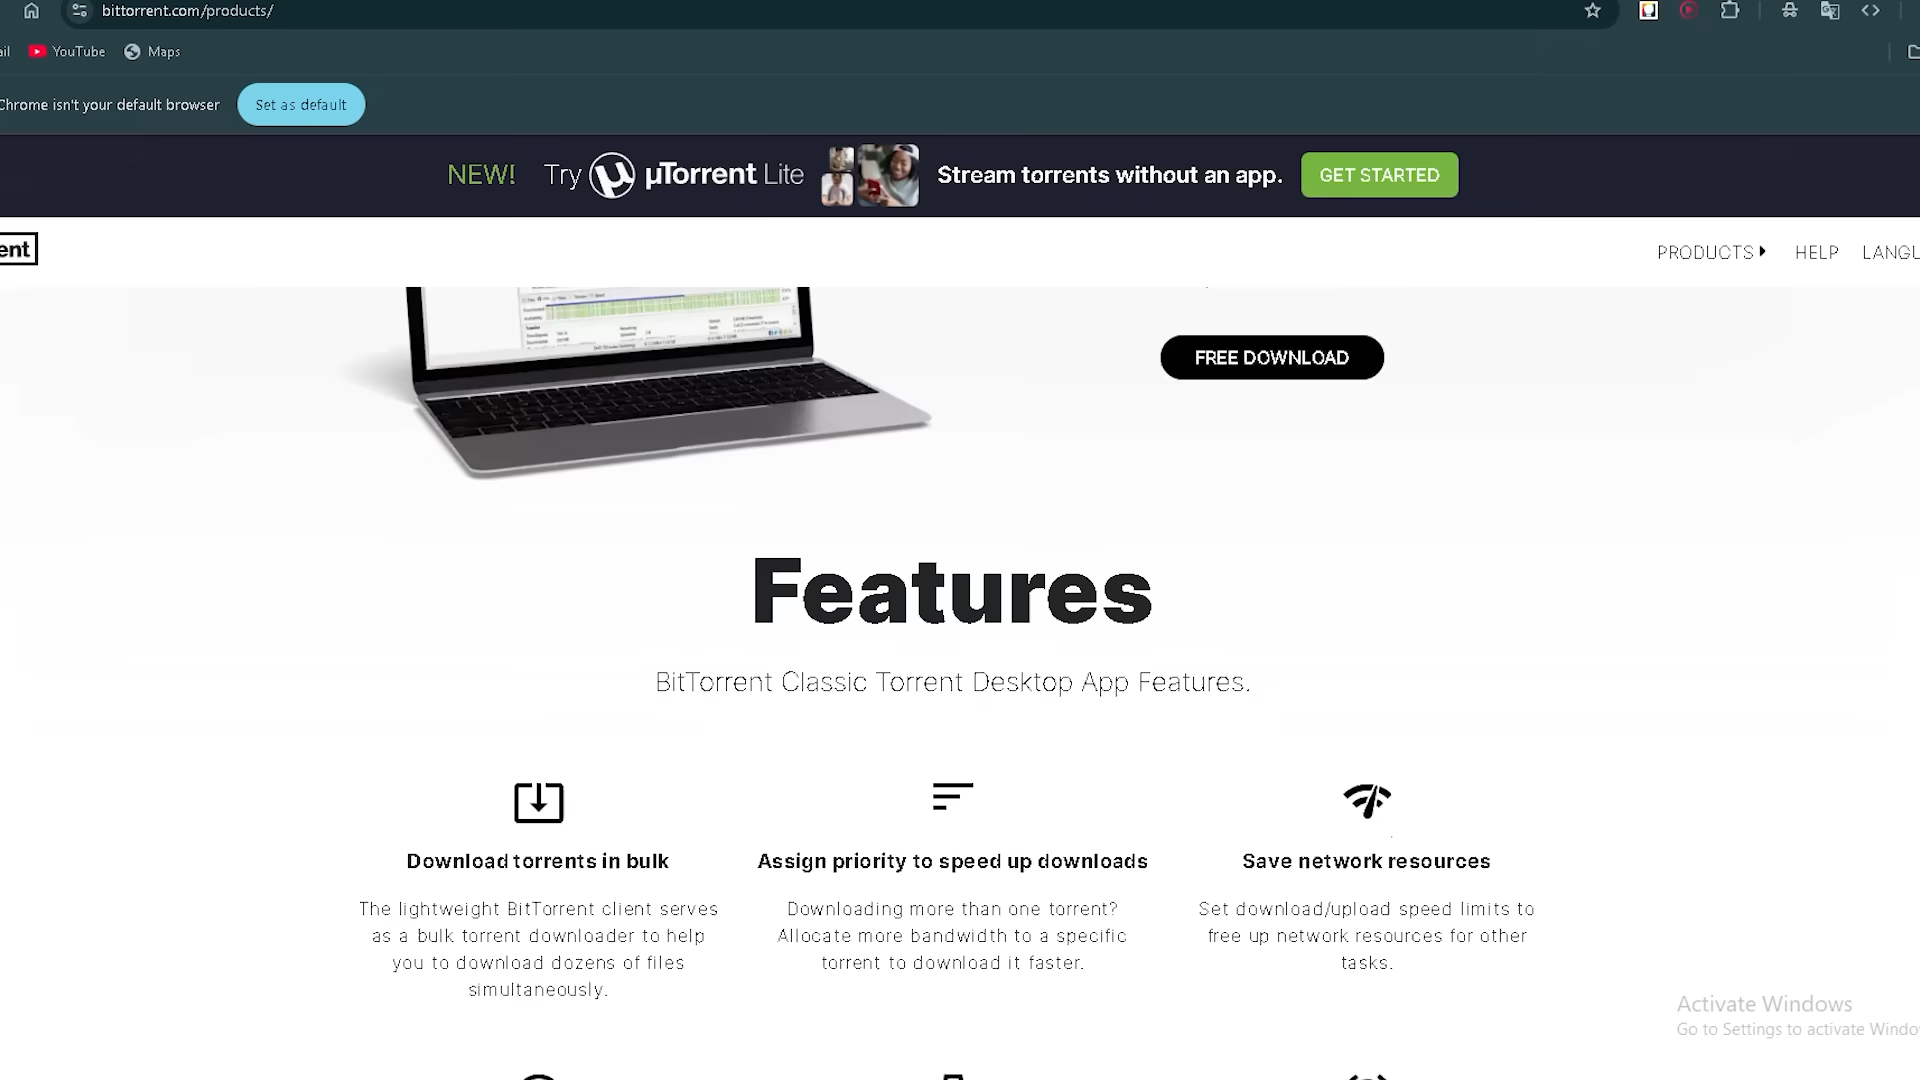 bittorrent.com/products/
ail YouTube Maps
Chrome isn't your default browser Set as default
NEW! Try µTorrent Lite Stream torrents without an app. GET STARTED
ent PRODUCTS HELP LANGU
FREE DOWNLOAD
Features
BitTorrent Classic Torrent Desktop App Features.
Download torrents in bulk
The lightweight BitTorrent client serves
as a bulk torrent downloader to help
you to download dozens of files
simultaneously.
Assign priority to speed up downloads
Downloading more than one torrent?
Allocate more bandwidth to a specific
torrent to download it faster.
Save network resources
Set download/upload speed limits to
free up network resources for other
tasks.
Activate Windows
Go to Settings to activate Windo